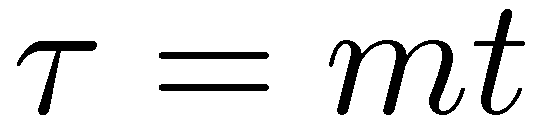 τ = mt